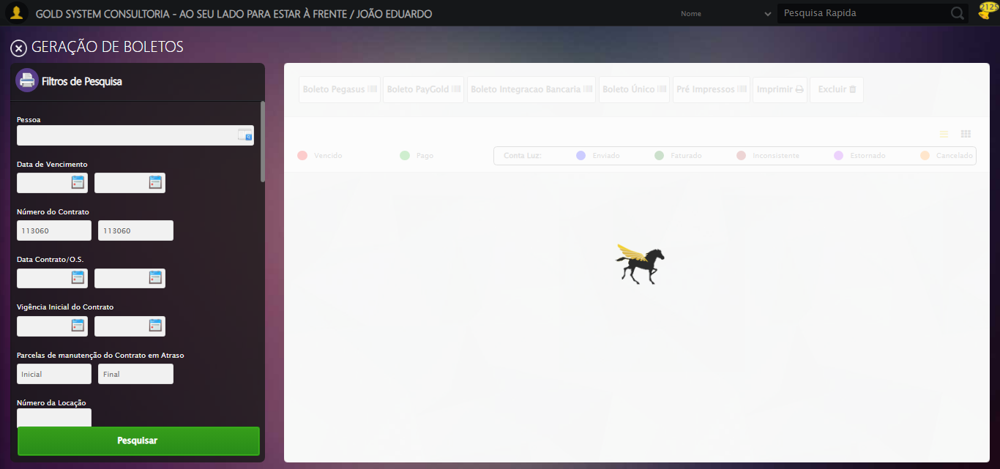 GOLD SYSTEM CONSULTORIA - AO SEU LADO PARA ESTAR À FRENTE / JOÃO EDUARDO
Nome
Pesquisa Rapida
2125
GERAÇÃO DE BOLETOS
Filtros de Pesquisa
Pessoa
Data de Vencimento
Número do Contrato
113060 113060
Data Contrato/O.S.
Vigência Inicial do Contrato
Parcelas de manutenção do Contrato em Atraso
Inicial Final
Número da Locação
Pesquisar
Boleto Pegasus Boleto PayGold Boleto Integracao Bancaria Boleto Único Pré Impressos Imprimir Excluir
Vencido Pago Conta Luz: Enviado Faturado Inconsistente Estornado Cancelado